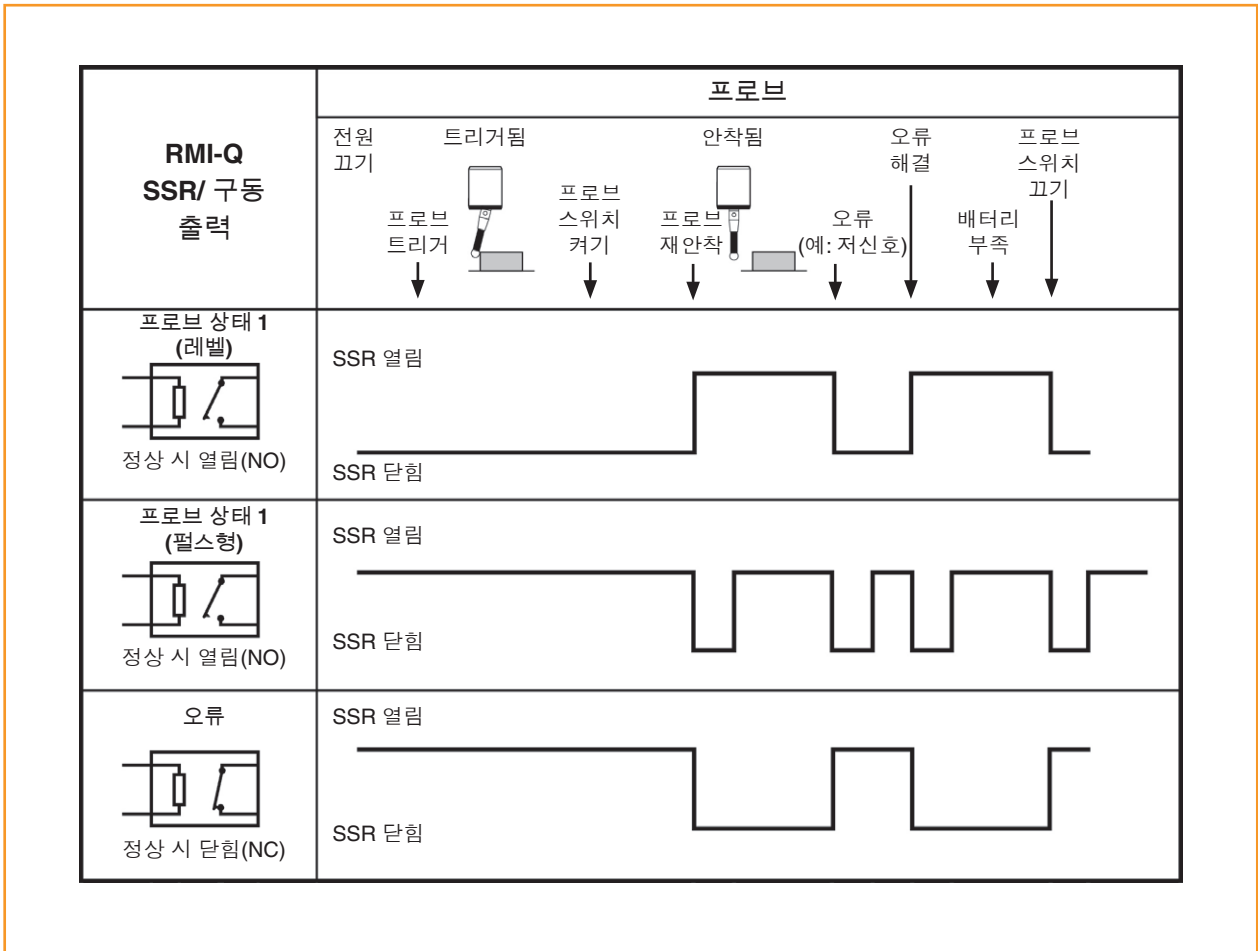 RMI-Q
SSR/ 구동
출력
프로브
전원
끄기
트리거됨
안착됨
오류
해결
프로브
스위치
끄기
프로브
트리거
프로브
스위치
켜기
프로브
재안착
오류
(예: 저신호)
배터리
부족
프로브 상태 1
(레벨)
정상 시 열림(NO)
SSR 열림
SSR 닫힘
프로브 상태 1
(펄스형)
정상 시 열림(NO)
SSR 열림
SSR 닫힘
오류
정상 시 닫힘(NC)
SSR 열림
SSR 닫힘